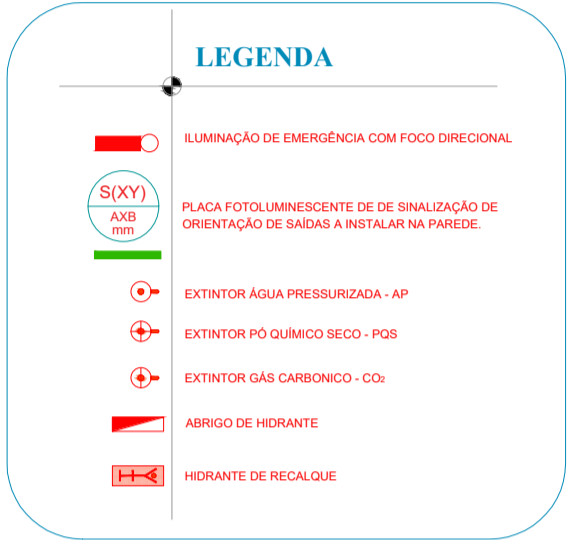 LEGENDA
ILUMINAÇÃO DE EMERGÊNCIA COM FOCO DIRECIONAL
S(XY)
AXB
mm
PLACA FOTOLUMINESCENTE DE DE SINALIZAÇÃO DE
ORIENTAÇÃO DE SAÍDAS A INSTALAR NA PAREDE.
EXTINTOR ÁGUA PRESSURIZADA - AP
EXTINTOR PÓ QUÍMICO SECO - PQS
EXTINTOR GÁS CARBONICO - CO₂
ABRIGO DE HIDRANTE
HIDRANTE DE RECALQUE